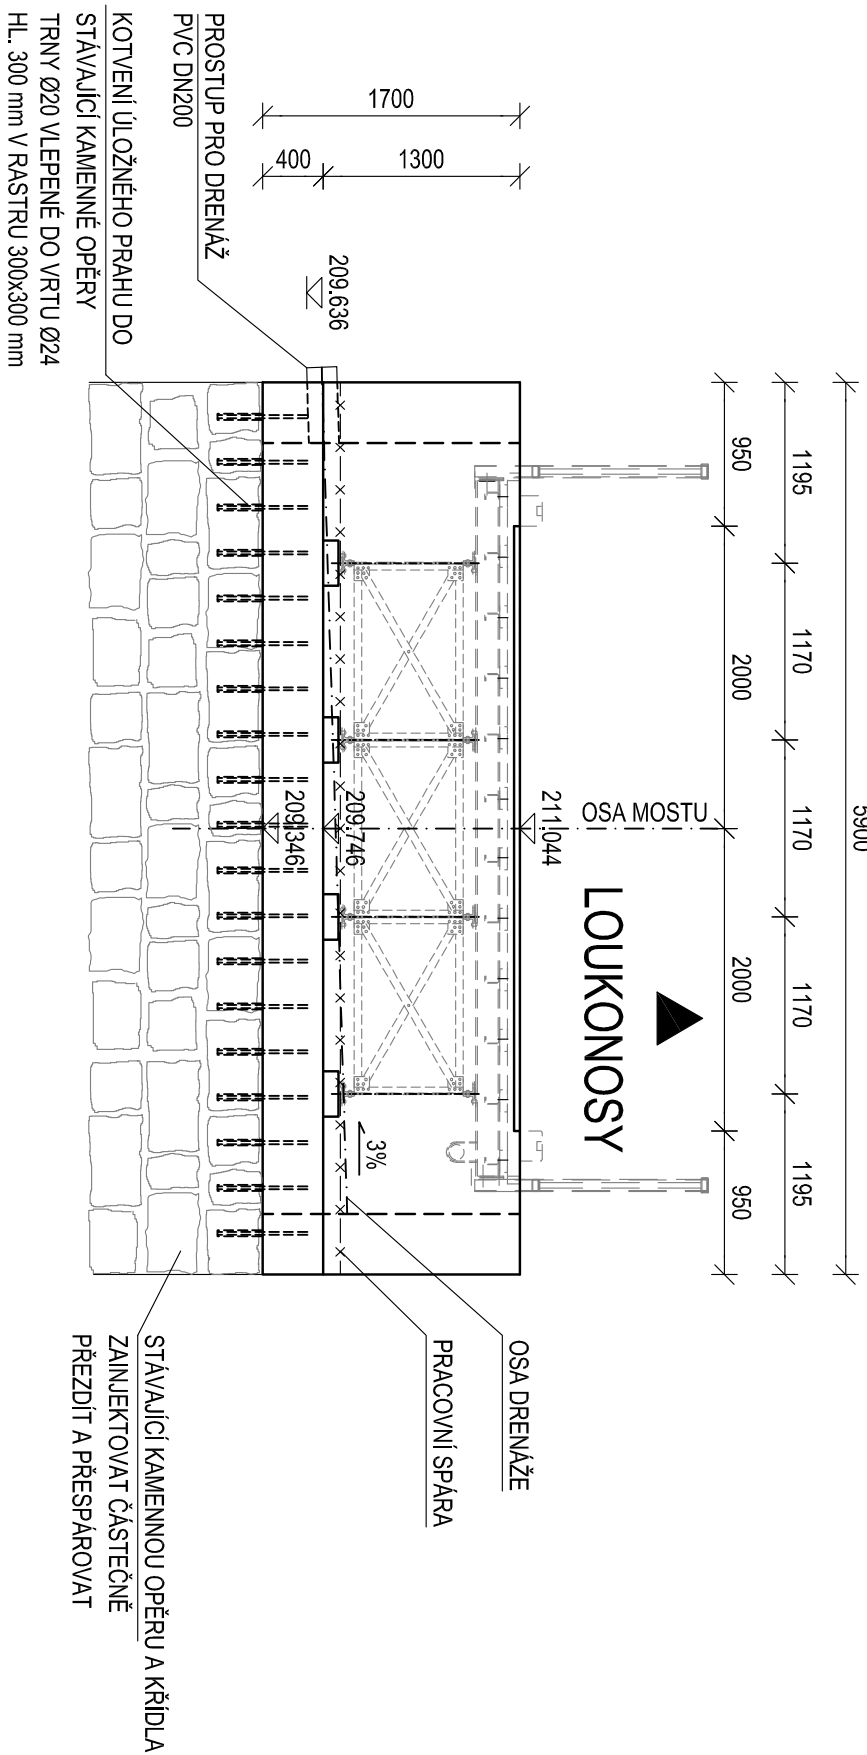 5900
1195
1170
1170
1170
1195
950
2000
2000
950
LOUKONOSY
OSA MOSTU
211.044
209.746
209.346
209.636
3%
1700
400
1300
PROSTUP PRO DRENÁŽ
PVC DN200
KOTVENÍ ÚLOŽNÉHO PRAHU DO
STÁVAJÍCÍ KAMENNÉ OPĚRY
TRNY Ø20 VLEPENÉ DO VRTU Ø24
HL. 300 mm V RASTRU 300x300 mm
OSA DRENÁŽE
PRACOVNÍ SPÁRA
STÁVAJÍCÍ KAMENNOU OPĚRU A KŘÍDLA
ZAINJEKTOVAT ČÁSTEČNĚ
PŘEZDÍT A PŘESPÁROVAT